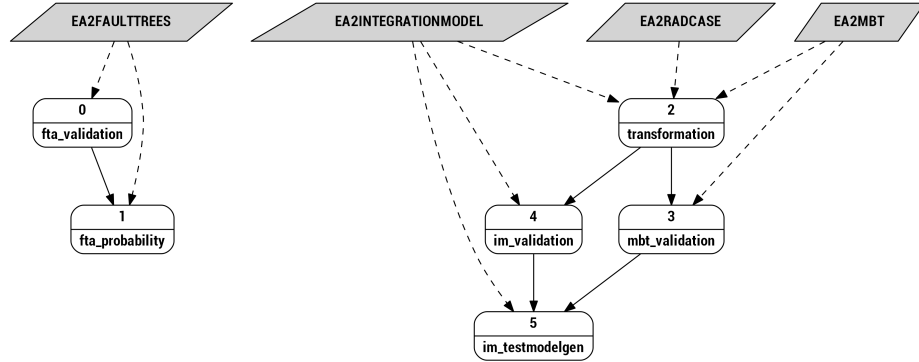 EA2FAULTTREES
EA2INTEGRATIONMODEL
EA2RADCASE
EA2MBT
0
fta_validation
2
transformation
1
fta_probability
4
im_validation
3
mbt_validation
5
im_testmodelgen